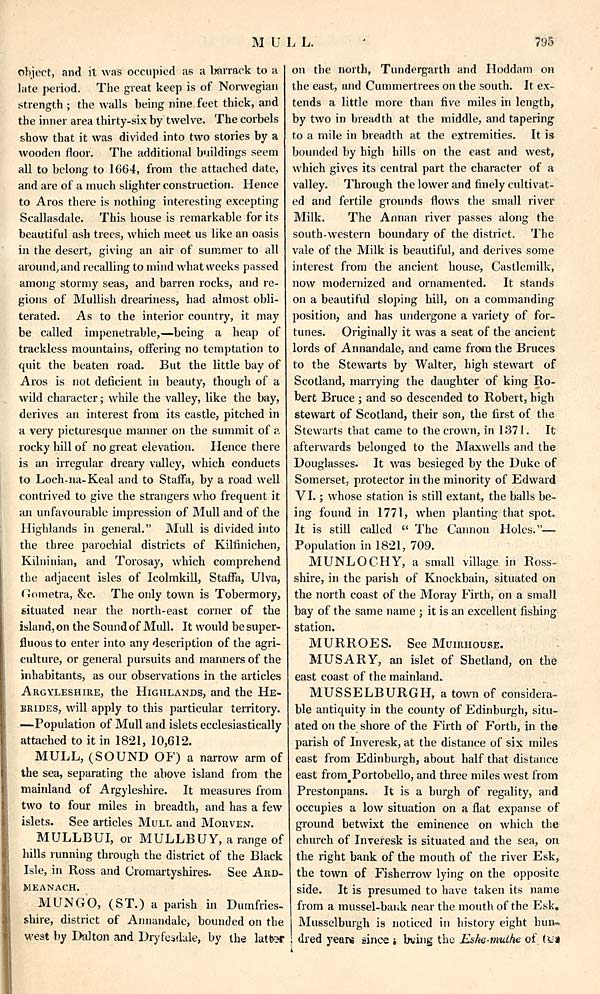 MULL.
795
object, and it was occupied as a barrack to a
late period. The great keep is of Norwegian
strength; the walls being nine feet thick, and
the inner area thirty-six by twelve. The corbels
show that it was divided into two stories by a
wooden floor. The additional buildings seem
all to belong to 1664, from the attached date,
and are of a much slighter construction. Hence
to Aros there is nothing interesting excepting
Scallasdale. This house is remarkable for its
beautiful ash trees, which meet us like an oasis
in the desert, giving an air of summer to all
around, and recalling to mind what weeks passed
among stormy seas, and barren rocks, and re-
gions of Mullish dreariness, had almost obli-
terated. As to the interior country, it may
be called impenetrable,—being a heap of
trackless mountains, offering no temptation to
quit the beaten road. But the little bay of
Aros is not deficient in beauty, though of a
wild character; while the valley, like the bay,
derives an interest from its castle, pitched in
a very picturesque manner on the summit of a
rocky hill of no great elevation. Hence there
is an irregular dreary valley, which conducts
to Loch-na-Keal and to Staffa, by a road well
contrived to give the strangers who frequent it
an unfavourable impression of Mull and of the
Highlands in general." Mull is divided into
the three parochial districts of Kilfinichen,
Kilninian, and Torosay, which comprehend
the adjacent isles of Icolmkill, Staffa, Ulva,
Gometra, &c. The only town is Tobermory,
situated near the north-east corner of the
island, on the Sound of Mull. It would be super-
fluous to enter into any description of the agri-
culture, or general pursuits and manners of the
inhabitants, as our observations in the articles
ARGYLESHIRE, the HIGHLANDS, and the HE-
BRIDES, will apply to this particular territory.
—Population of Mull and islets ecclesiastically
attached to it in 1821, 10,612.
MULL, (SOUND OF) a narrow arm of
the sea, separating the above island from the
mainland of Argyleshire. It measures from
two to four miles in breadth, and has a few
islets. See articles MULL and MORVEN.
MULLBUI, or MULLBUY, a range of
hills running through the district of the Black
Isle, in Ross and Cromartyshires. See ARD-
MEANACH.
MUNGO, (ST.) a parish in Dumfries-
shire, district of Annandale, bounded on the
west by Dalton and Dryfesdale, by the latter
on the north, Tundergarth and Hoddam on
the east, and Cummertrees on the south. It ex-
tends a little more than five miles in length,
by two in breadth at the middle, and tapering
to a mile in breadth at the extremities. It is
bounded by high hills on the east and west,
which gives its central part the character of a
valley. Through the lower and finely cultivat-
ed and fertile grounds flows the small river
Milk. The Annan river passes along the
south-western boundary of the district. The
vale of the Milk is beautiful, and derives some
interest from the ancient house, Castlemilk,
now modernized and ornamented. It stands
on a beautiful sloping hill, on a commanding
position, and has undergone a variety of for-
tunes. Originally it was a seat of the ancient
lords of Annandale, and came from the Bruces
to the Stewarts by Walter, high stewart of
Scotland, marrying the daughter of king Ro-
bert Bruce; and so descended to Robert, high
stewart of Scotland, their son, the first of the
Stewarts that came to the crown, in 1371. It
afterwards belonged to the Maxwells and the
Douglasses. It was besieged by the Duke of
Somerset, protector in the minority of Edward
VI.; whose station is still extant, the balls be-
ing found in 1771, when planting that spot.
It is still called "The Cannon Holes."—
Population in 1821, 709.
MUNLOCHY, a small village in Ross-
shire, in the parish of Knockbain, situated on
the north coast of the Moray Firth, on a small
bay of the same name; it is an excellent fishing
station.
MURROES. See MUIRHOUSE.
MUSARY, an islet of Shetland, on the
east coast of the mainland.
MUSSELBURGH, a town of considera-
ble antiquity in the county of Edinburgh, situ-
ated on the shore of the Firth of Forth, in the
parish of Inveresk, at the distance of six miles
east from Edinburgh, about half that distance
east from Portobello, and three miles west from
Prestonpans. It is a burgh of regality, and
occupies a low situation on a flat expanse of
ground betwixt the eminence on which the
church of Inveresk is situated and the sea, on
the right bank of the mouth of the river Esk,
the town of Fisherrow lying on the opposite
side. It is presumed to have taken its name
from a mussel-bank near the mouth of the Esk.
Musselburgh is noticed in history eight hun-
dred years since; being the Eske-muthe of the